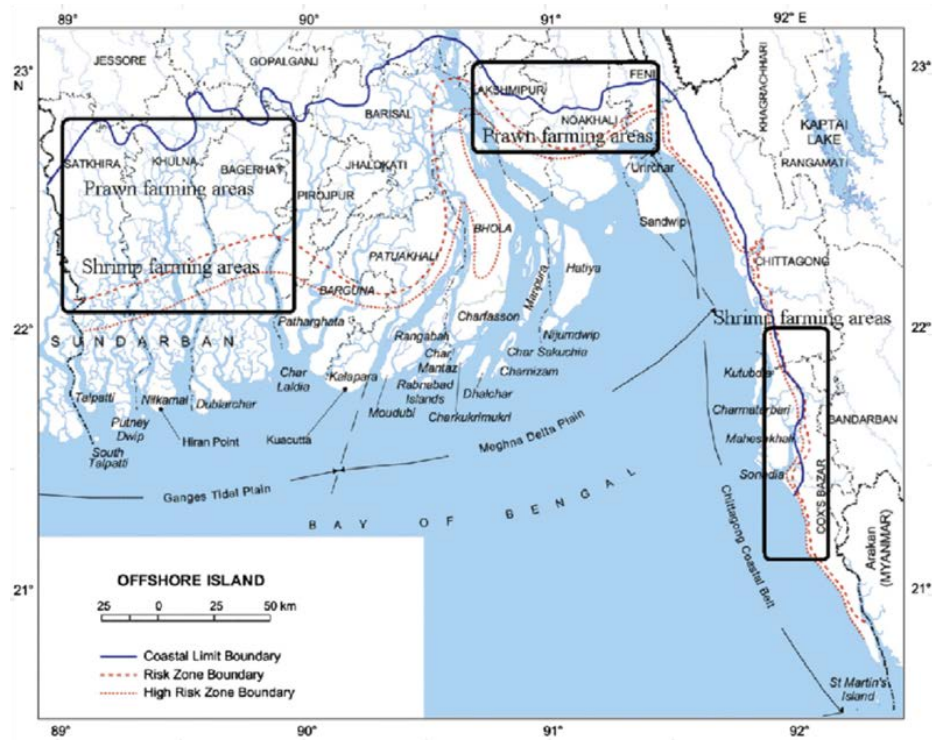 89°
90°
91°
92° E
23°
N
23°
JESSORE
GOPALGANJ
FENI
LAKSHMIPUR
KHAGRACHHARI
BARISAL
NOAKHALI
Prawn farming areas
KAPTAI
LAKE
SATKHIRA
KHULNA
BAGERHAT
JHALOKATI
RANGAMATI
Urirchar
Prawn farming areas
PIROJPUR
Sandwip
BHOLA
PATUAKHALI
Hatiya
Manpura
CHITTAGONG
Shrimp farming areas
BARGUNA
22°
Patharghata
Charfasson
Shrimp farming areas
22°
SUNDARBAN
Rangabali
Nijumdwip
Char
Mantaz
Char Sakuchia
Kutubdia
Talpatti
Nilkamal
Dublarchar
Char
Laldia
Kalapara
Charnizam
Rabnabad
Islands
Dhalchar
Charmatarbari
BANDARBAN
Putney
Dwip
Hiran Point
Kuacutta
Moudubi
Charkukrimukri
Maheshkhali
South
Talpatti
Meghna Delta Plain
Sonadia
Ganges Tidal Plain
COX'S BAZAR
BAY OF BENGAL
Chittagong Coastal Belt
Arakan
(MYANMAR)
OFFSHORE ISLAND
21°
21°
25 0 25 50 km
Coastal Limit Boundary
Risk Zone Boundary
High Risk Zone Boundary
St Martin's
Island
89°
90°
91°
92°